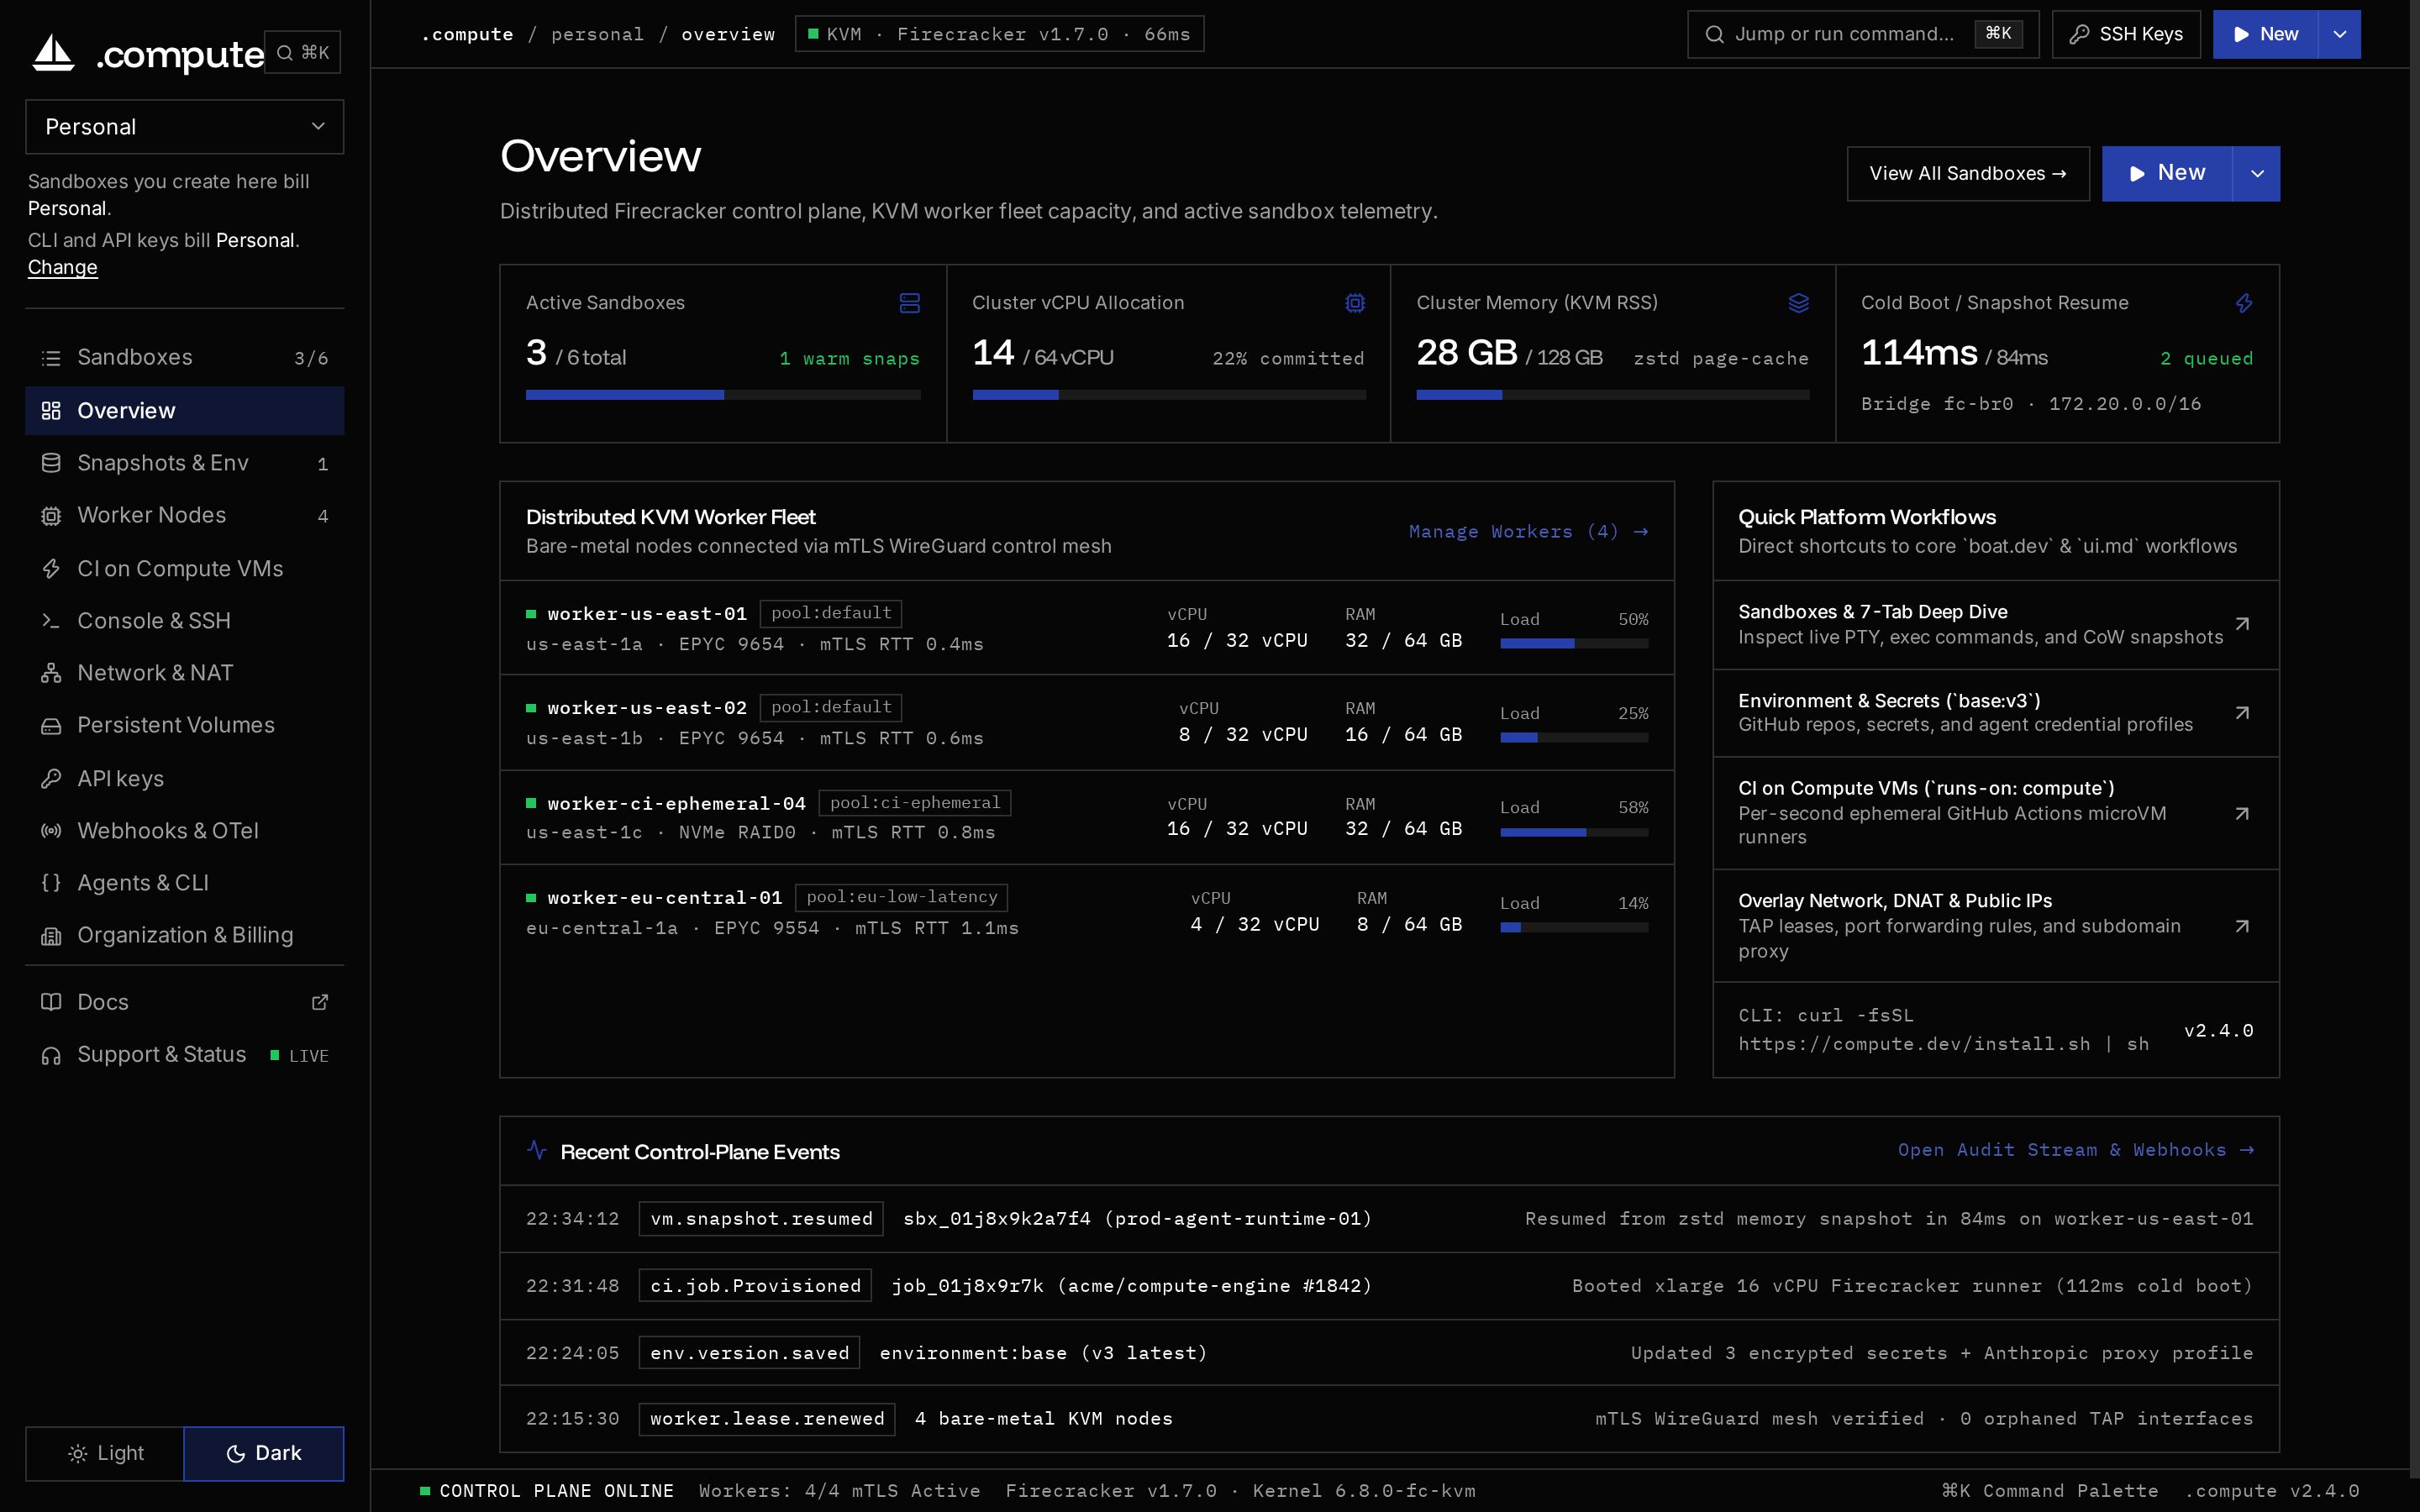 .compute
⌘K
Personal
Sandboxes you create here bill
Personal.
CLI and API keys bill Personal.
Change
Sandboxes 3/6
Overview
Snapshots & Env 1
Worker Nodes 4
CI on Compute VMs
Console & SSH
Network & NAT
Persistent Volumes
API keys
Webhooks & OTel
Agents & CLI
Organization & Billing
Docs
Support & Status LIVE
Light Dark
.compute / personal / overview KVM · Firecracker v1.7.0 · 66ms
Jump or run command... ⌘K SSH Keys New
Overview
Distributed Firecracker control plane, KVM worker fleet capacity, and active sandbox telemetry.
View All Sandboxes → New
Active Sandboxes
3 / 6 total 1 warm snaps
Cluster vCPU Allocation
14 / 64 vCPU 22% committed
Cluster Memory (KVM RSS)
28 GB / 128 GB zstd page-cache
Cold Boot / Snapshot Resume
114ms / 84ms 2 queued
Bridge fc-br0 · 172.20.0.0/16
Distributed KVM Worker Fleet
Bare-metal nodes connected via mTLS WireGuard control mesh
Manage Workers (4) →
worker-us-east-01 pool:default
us-east-1a · EPYC 9654 · mTLS RTT 0.4ms
vCPU RAM Load 50%
16 / 32 vCPU 32 / 64 GB
worker-us-east-02 pool:default
us-east-1b · EPYC 9654 · mTLS RTT 0.6ms
vCPU RAM Load 25%
8 / 32 vCPU 16 / 64 GB
worker-ci-ephemeral-04 pool:ci-ephemeral
us-east-1c · NVMe RAID0 · mTLS RTT 0.8ms
vCPU RAM Load 58%
16 / 32 vCPU 32 / 64 GB
worker-eu-central-01 pool:eu-low-latency
eu-central-1a · EPYC 9554 · mTLS RTT 1.1ms
vCPU RAM Load 14%
4 / 32 vCPU 8 / 64 GB
Quick Platform Workflows
Direct shortcuts to core `boat.dev` & `ui.md` workflows
Sandboxes & 7-Tab Deep Dive
Inspect live PTY, exec commands, and CoW snapshots
Environment & Secrets (`base:v3`)
GitHub repos, secrets, and agent credential profiles
CI on Compute VMs (`runs-on: compute`)
Per-second ephemeral GitHub Actions microVM
runners
Overlay Network, DNAT & Public IPs
TAP leases, port forwarding rules, and subdomain
proxy
CLI: curl -fsSL
https://compute.dev/install.sh | sh
v2.4.0
Recent Control-Plane Events
Open Audit Stream & Webhooks →
22:34:12 vm.snapshot.resumed sbx_01j8x9k2a7f4 (prod-agent-runtime-01) Resumed from zstd memory snapshot in 84ms on worker-us-east-01
22:31:48 ci.job.Provisioned job_01j8x9r7k (acme/compute-engine #1842) Booted xlarge 16 vCPU Firecracker runner (112ms cold boot)
22:24:05 env.version.saved environment:base (v3 latest) Updated 3 encrypted secrets + Anthropic proxy profile
22:15:30 worker.lease.renewed 4 bare-metal KVM nodes mTLS WireGuard mesh verified · 0 orphaned TAP interfaces
CONTROL PLANE ONLINE Workers: 4/4 mTLS Active Firecracker v1.7.0 · Kernel 6.8.0-fc-kvm ⌘K Command Palette .compute v2.4.0